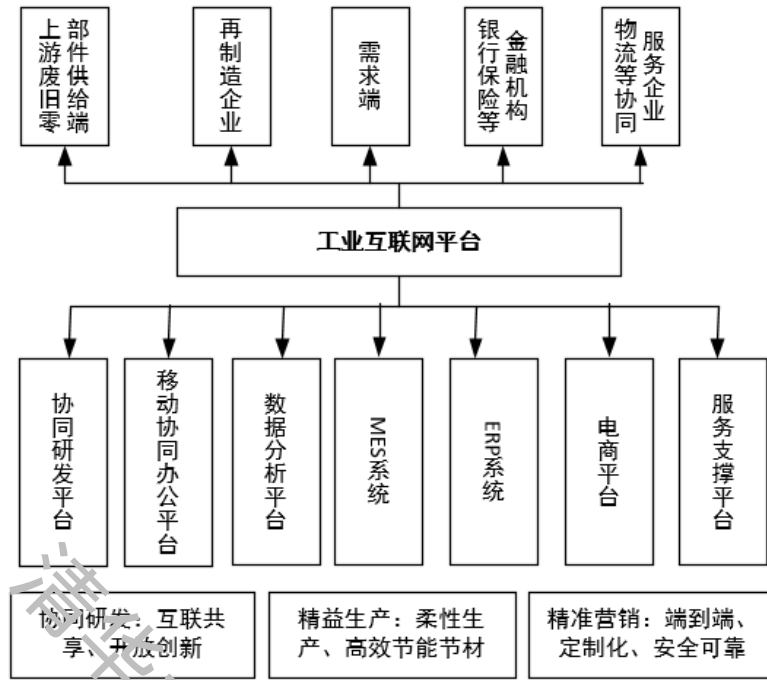 上游废旧零
部件供给端
再制造企业
需求端
银行保险等
金融机构
物流等协同
服务企业
工业互联网平台
协同研发平台
移动协同办公平台
数据分析平台
MES系统
ERP系统
电商平台
服务支撑平台
协同研发：互联共
享、开放创新
精益生产：柔性生
产、高效节能节材
精准营销：端到端、
定制化、安全可靠
清华